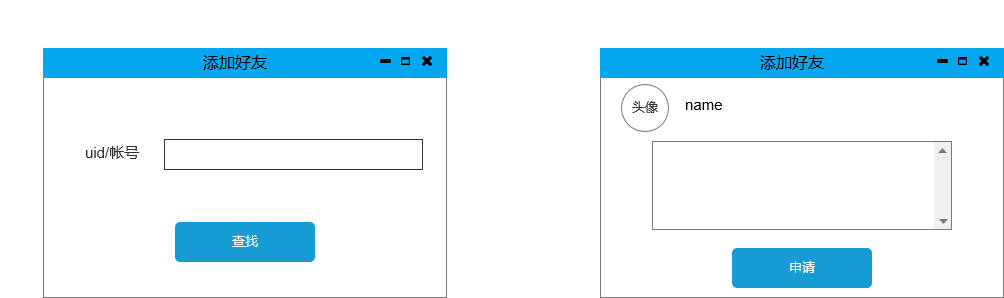 添加好友
uid/帐号
查找
添加好友
头像
name
申请